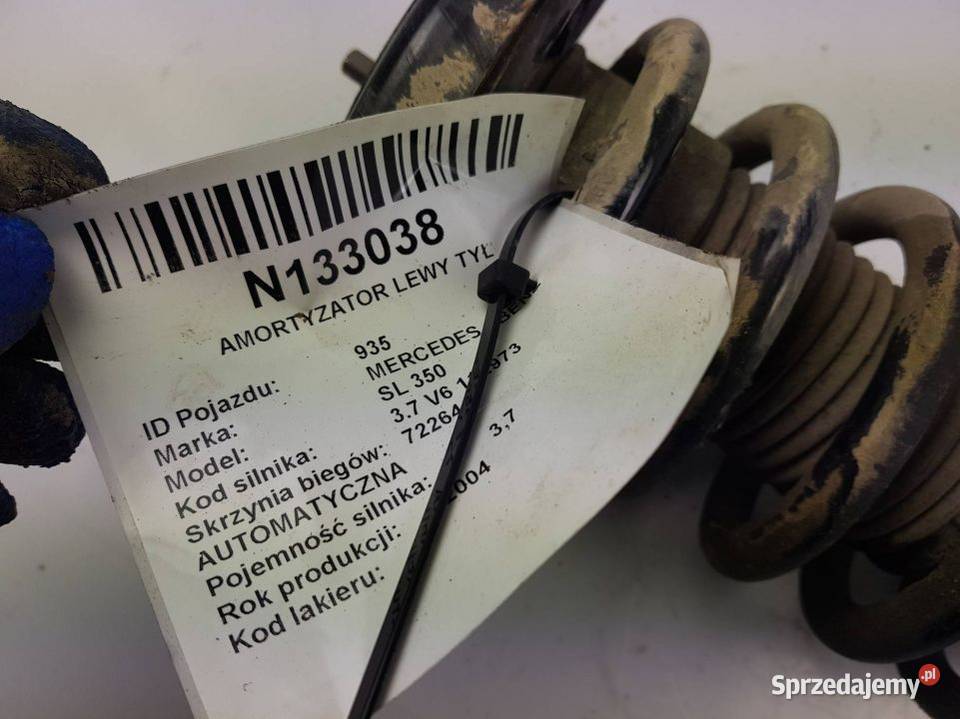 N133038
AMORTYZATOR LEWY TYŁ
ID Pojazdu: 935
Marka: MERCEDES
Model: SL 350
Kod silnika: 3.7 V6
Skrzynia biegów:
AUTOMATYCZNA
Pojemność silnika: 3,7
Rok produkcji: 2004
Kod lakieru:
Sprzedajemy.pl